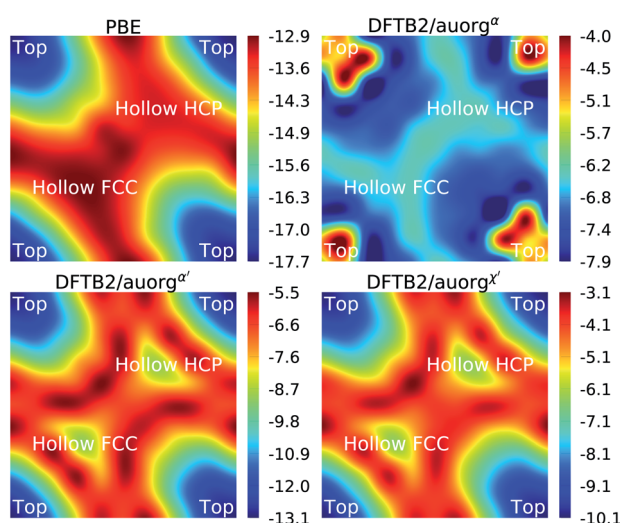 PBE
Top Top
Hollow HCP
Hollow FCC
Top Top
-12.9
-13.6
-14.3
-14.9
-15.6
-16.3
-17.0
-17.7
DFTB2/auorgα
Top Top
Hollow HCP
Hollow FCC
Top Top
-4.0
-4.5
-5.1
-5.7
-6.2
-6.8
-7.4
-7.9
DFTB2/auorgα′
Top Top
Hollow HCP
Hollow FCC
Top Top
-5.5
-6.6
-7.6
-8.7
-9.8
-10.9
-12.0
-13.1
DFTB2/auorgχ′
Top Top
Hollow HCP
Hollow FCC
Top Top
-3.1
-4.1
-5.1
-6.1
-7.1
-8.1
-9.1
-10.1